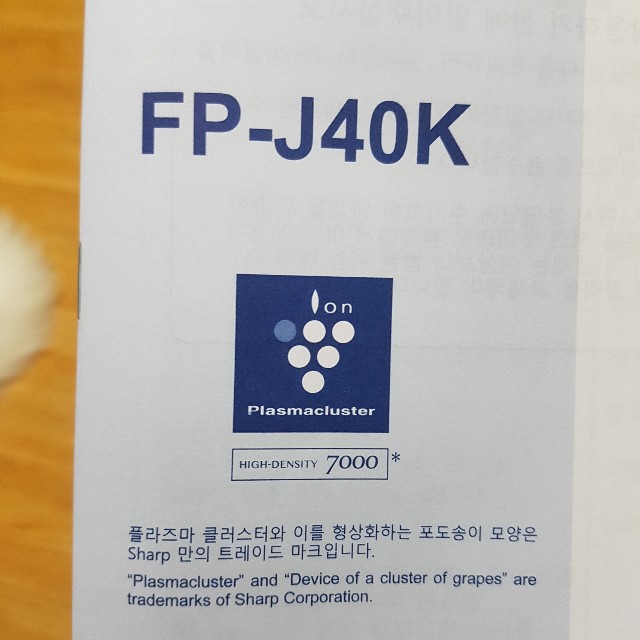 FP-J40K
Ion
Plasmacluster
HIGH-DENSITY 7000*
플라즈마 클러스터와 이를 형상화하는 포도송이 모양은
Sharp 만의 트레이드 마크입니다.
“Plasmacluster” and “Device of a cluster of grapes” are
trademarks of Sharp Corporation.